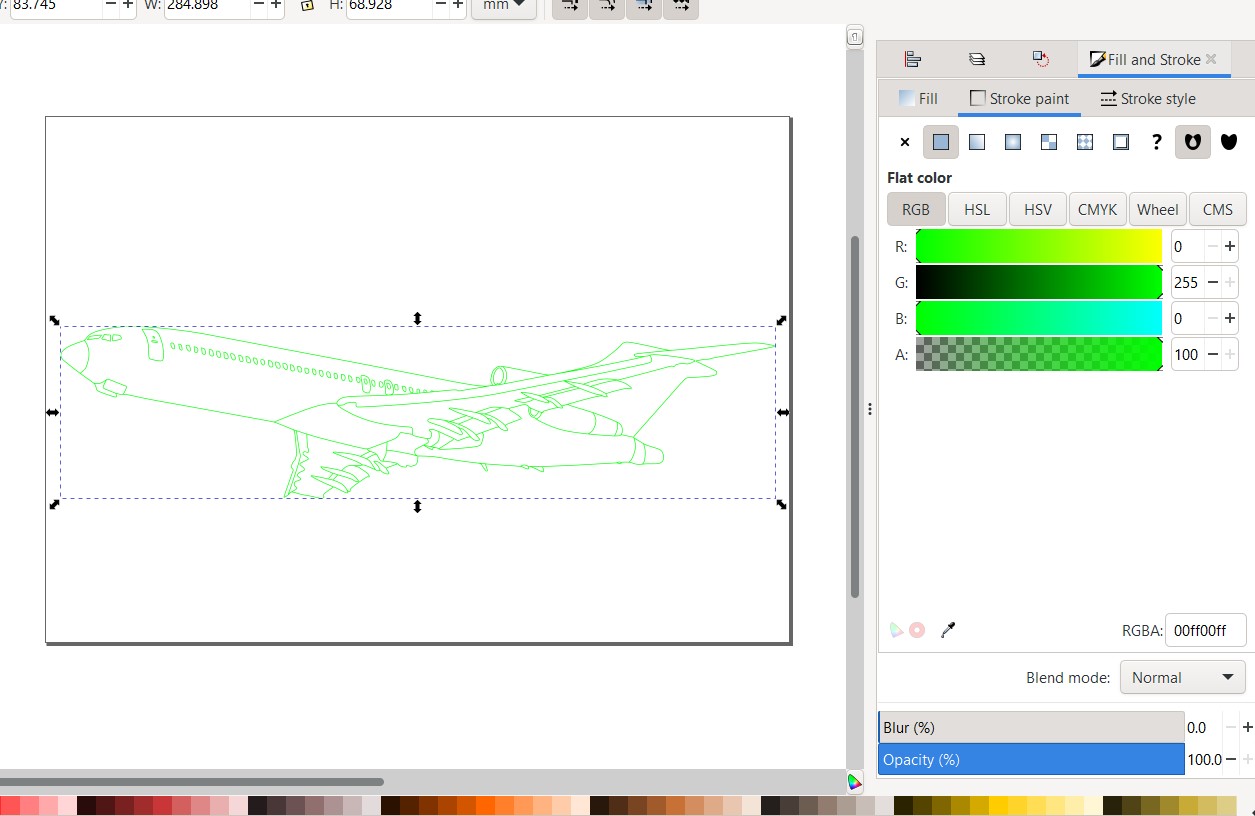 Y: 83.745 W: 284.898 H: 68.928 mm
Fill and Stroke
Fill Stroke paint Stroke style
?
Flat color
RGB HSL HSV CMYK Wheel CMS
R: 0
G: 255
B: 0
A: 100
RGBA: 00ff00ff
Blend mode: Normal
Blur (%) 0.0
Opacity (%) 100.0